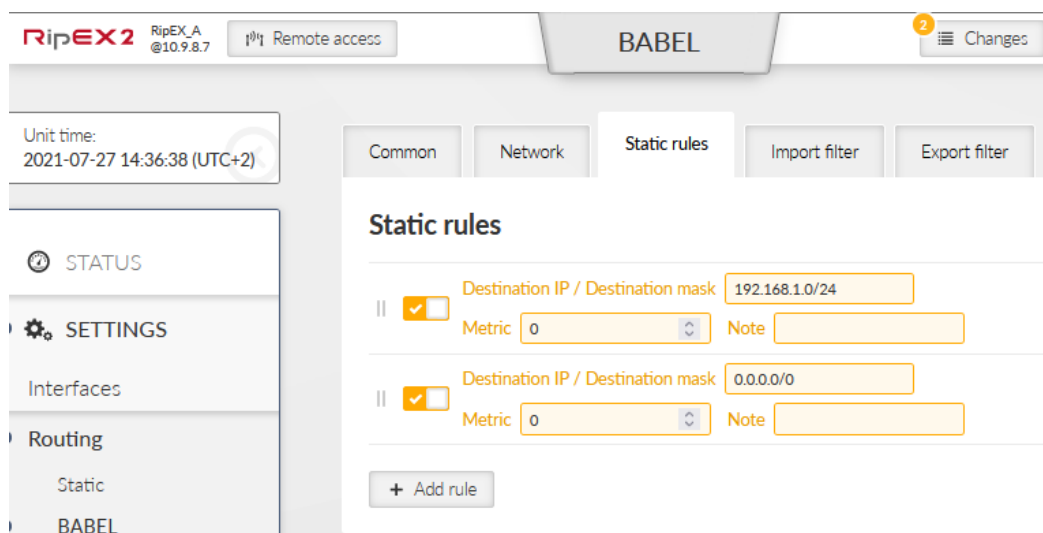 RipEX2 RipEX_A @10.9.8.7 Remote access BABEL 2 Changes
Unit time:
2021-07-27 14:36:38 (UTC+2)
Common Network Static rules Import filter Export filter
Static rules
STATUS
Destination IP / Destination mask 192.168.1.0/24
Metric 0 Note
SETTINGS
Interfaces
Destination IP / Destination mask 0.0.0.0/0
Metric 0 Note
Routing
Static
+ Add rule
BABEL